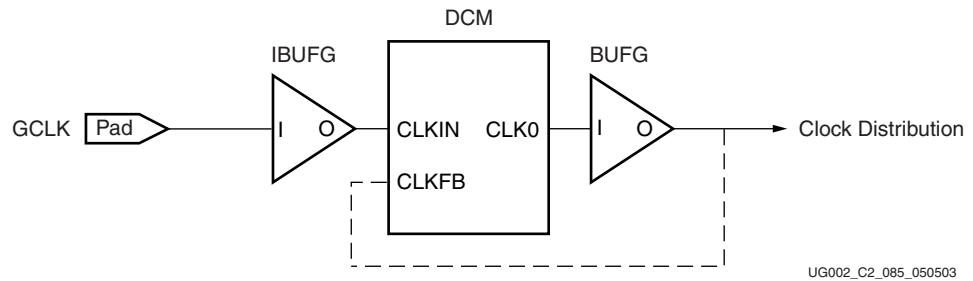 DCM
IBUFG
BUFG
GCLK
Pad
I
O
CLKIN
CLK0
I
O
Clock Distribution
CLKFB
UG002_C2_085_050503